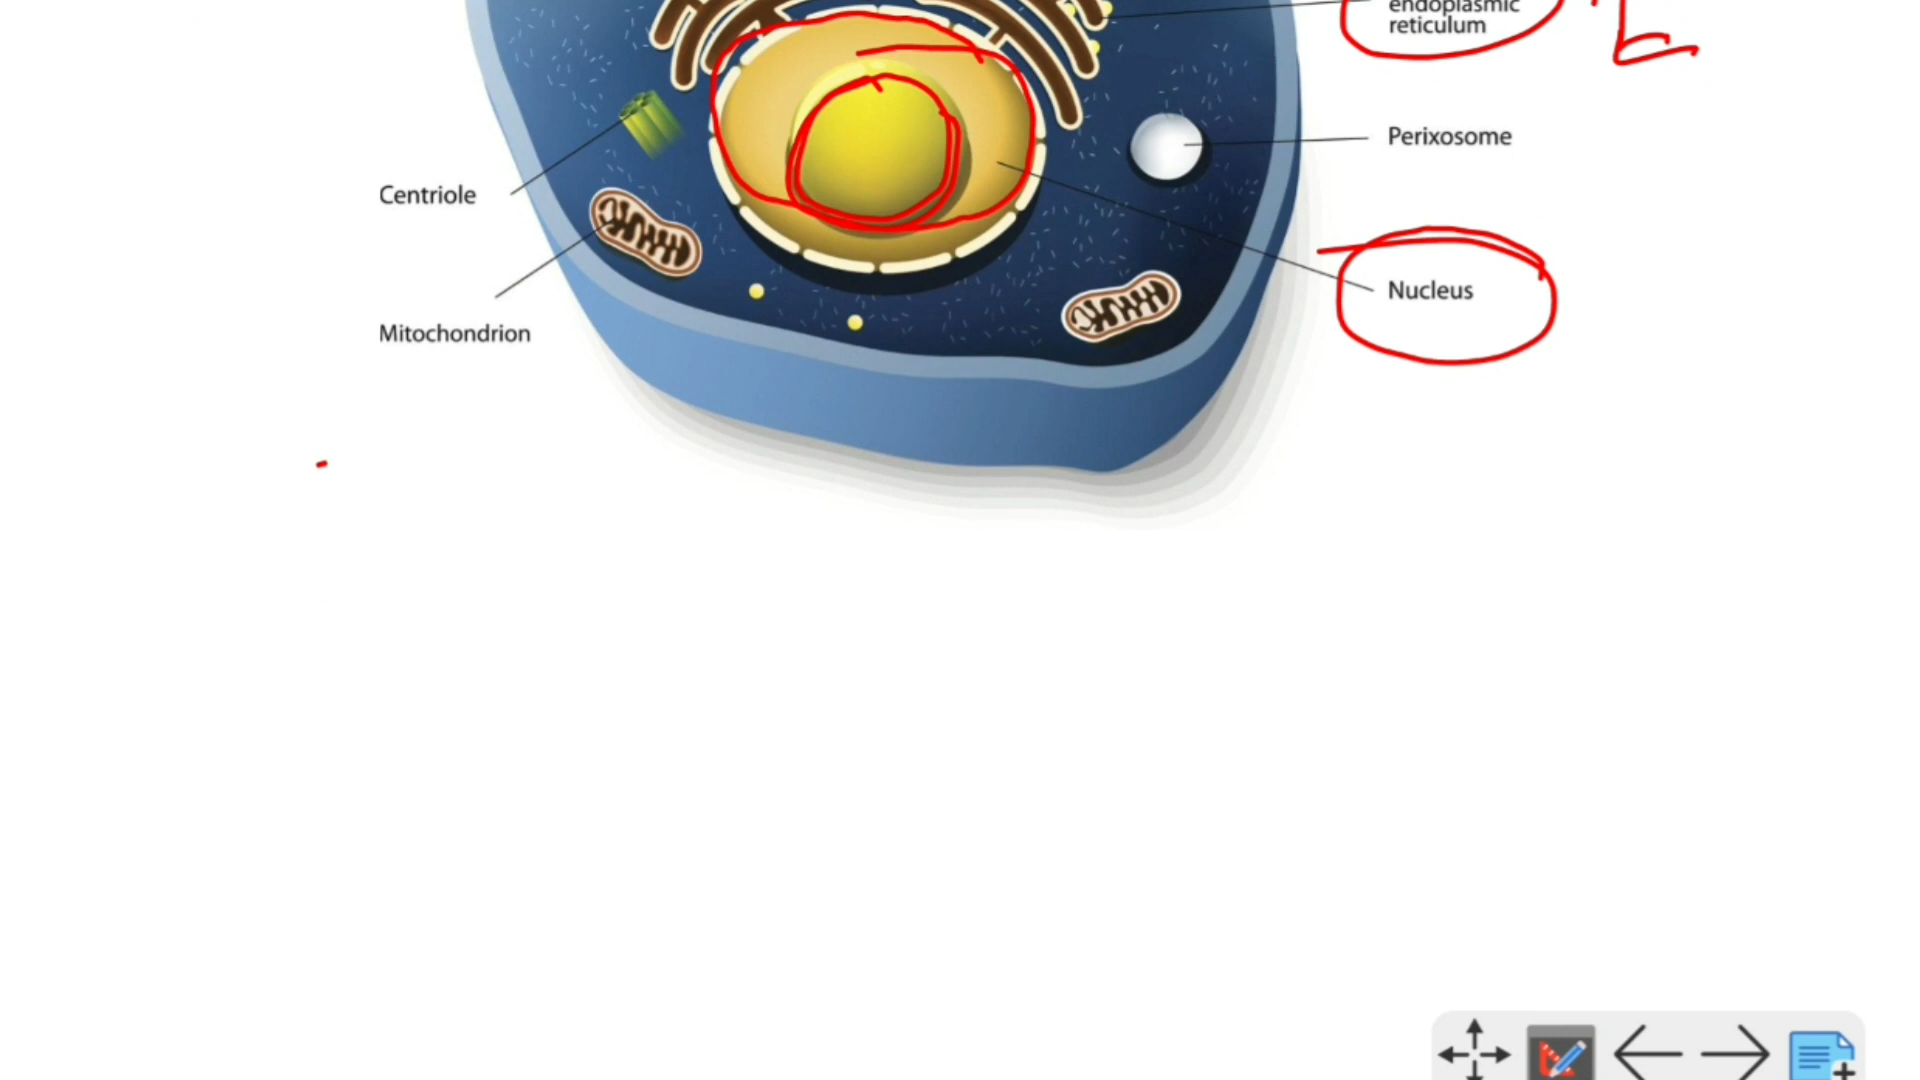 endoplasmic
reticulum
Perixosome
Centriole
Nucleus
Mitochondrion